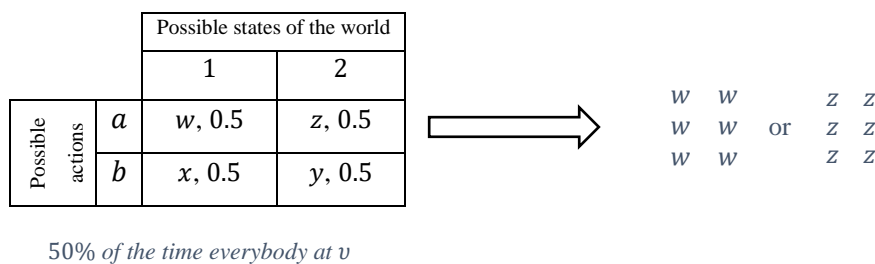 Possible states of the world
1 2
Possible actions
a w, 0.5 z, 0.5
b x, 0.5 y, 0.5
w w z z
w w or z z
w w z z
50% of the time everybody at υ